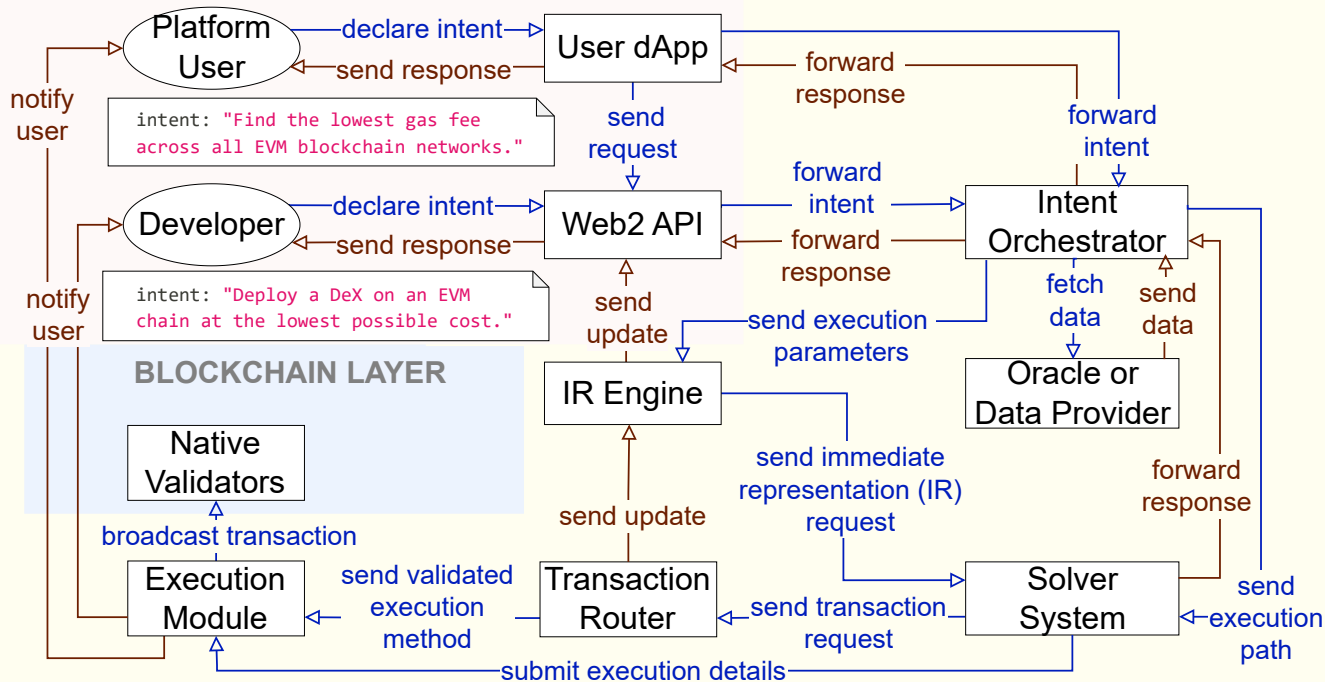 Platform
User
declare intent
User dApp
send response
forward
response
notify
user
intent: "Find the lowest gas fee
across all EVM blockchain networks."
send
request
forward
intent
Developer
declare intent
Web2 API
forward
intent
Intent
Orchestrator
send response
forward
response
notify
user
intent: "Deploy a DeX on an EVM
chain at the lowest possible cost."
send
update
send execution
parameters
fetch
data
send
data
BLOCKCHAIN LAYER
IR Engine
Oracle or
Data Provider
Native
Validators
send immediate
representation (IR)
request
forward
response
broadcast transaction
send update
Execution
Module
send validated
execution
method
Transaction
Router
send transaction
request
Solver
System
send
execution
path
submit execution details